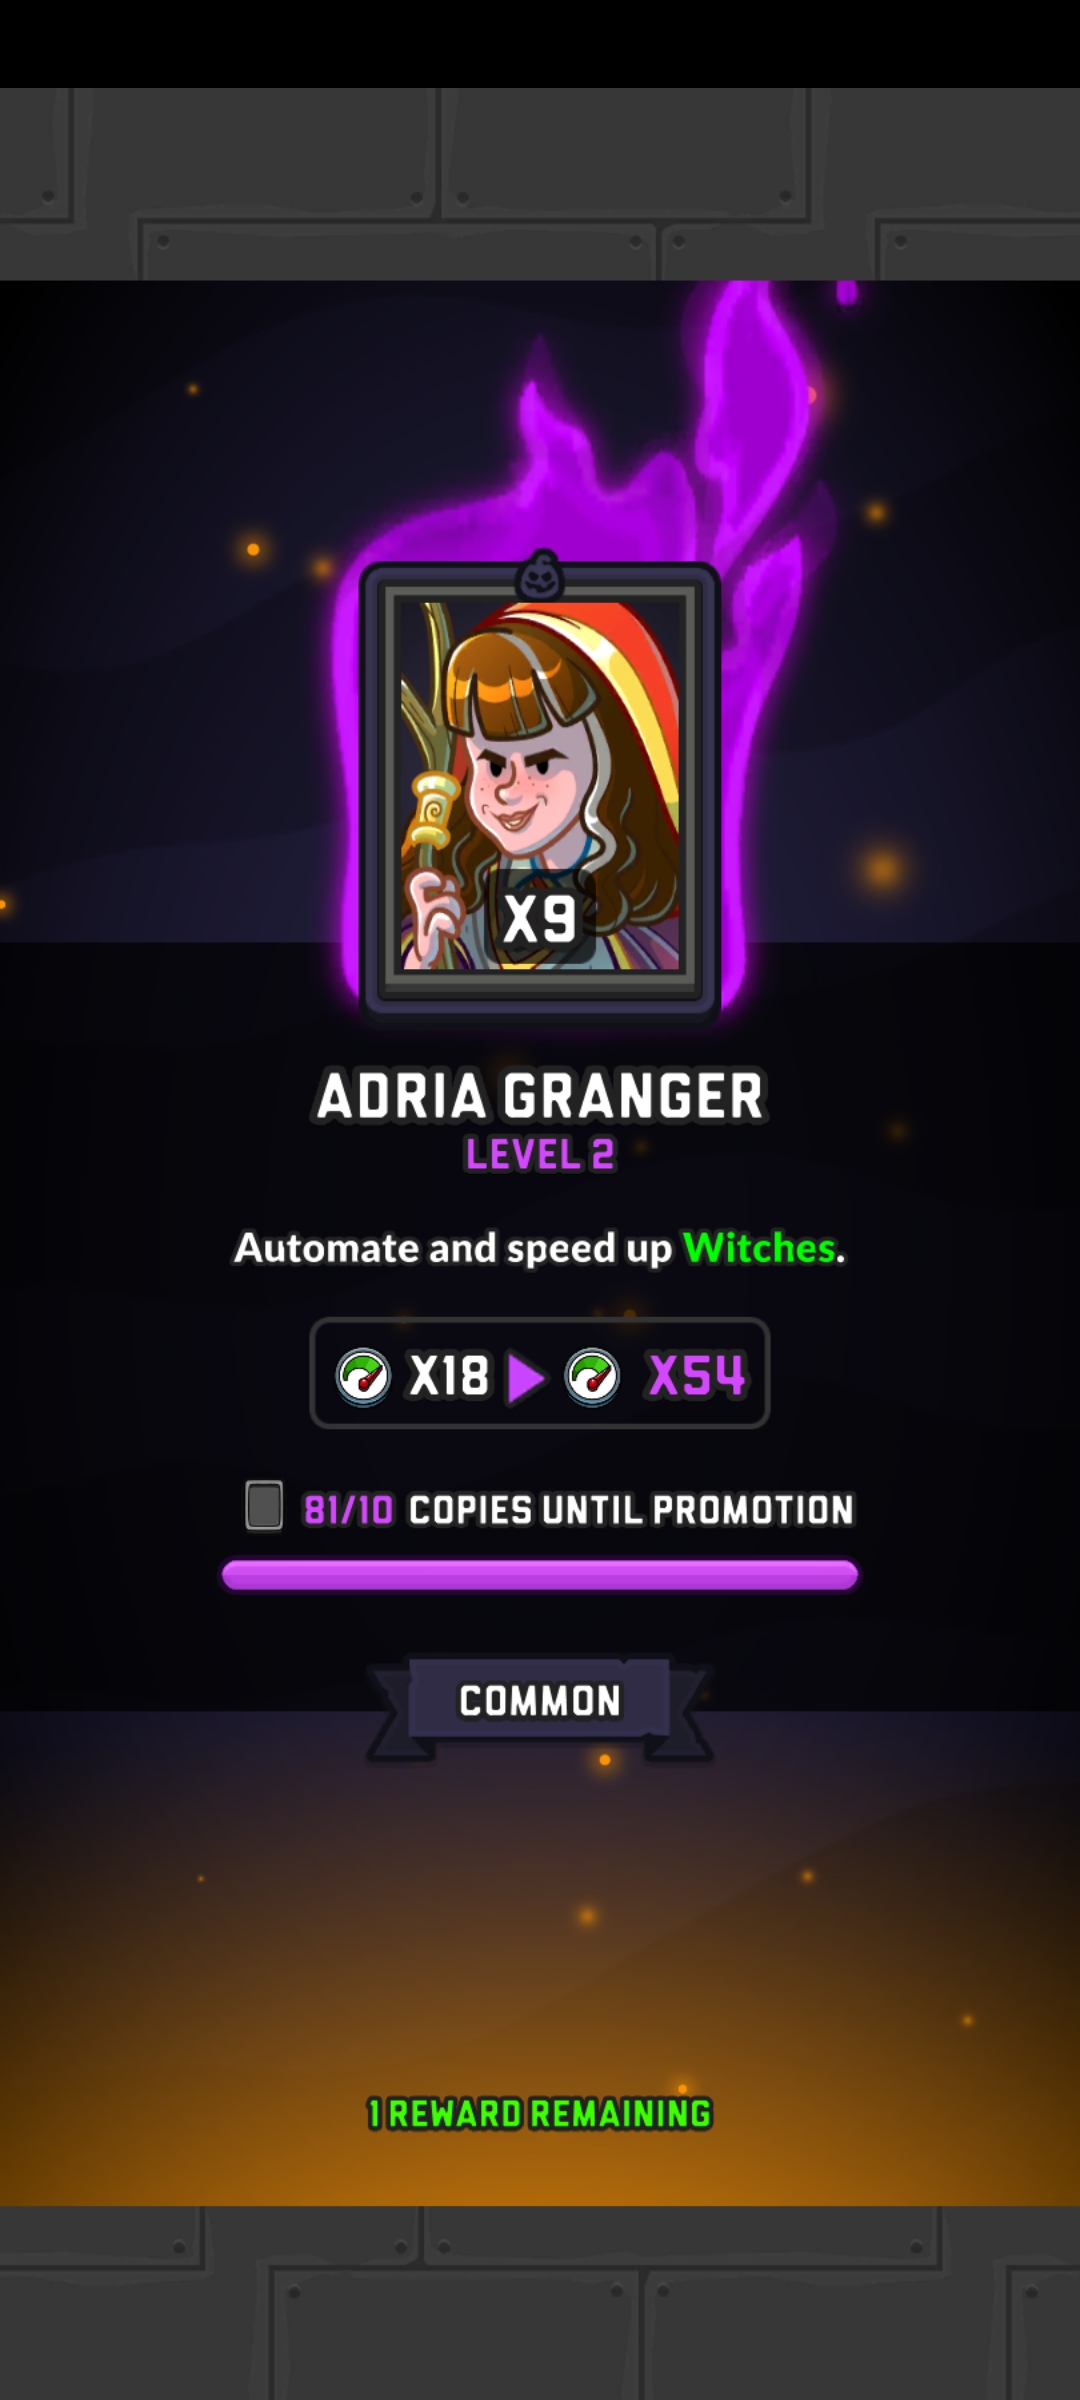 X9
ADRIA GRANGER
LEVEL 2
Automate and speed up Witches.
X18 X54
81/10 COPIES UNTIL PROMOTION
COMMON
1 REWARD REMAINING